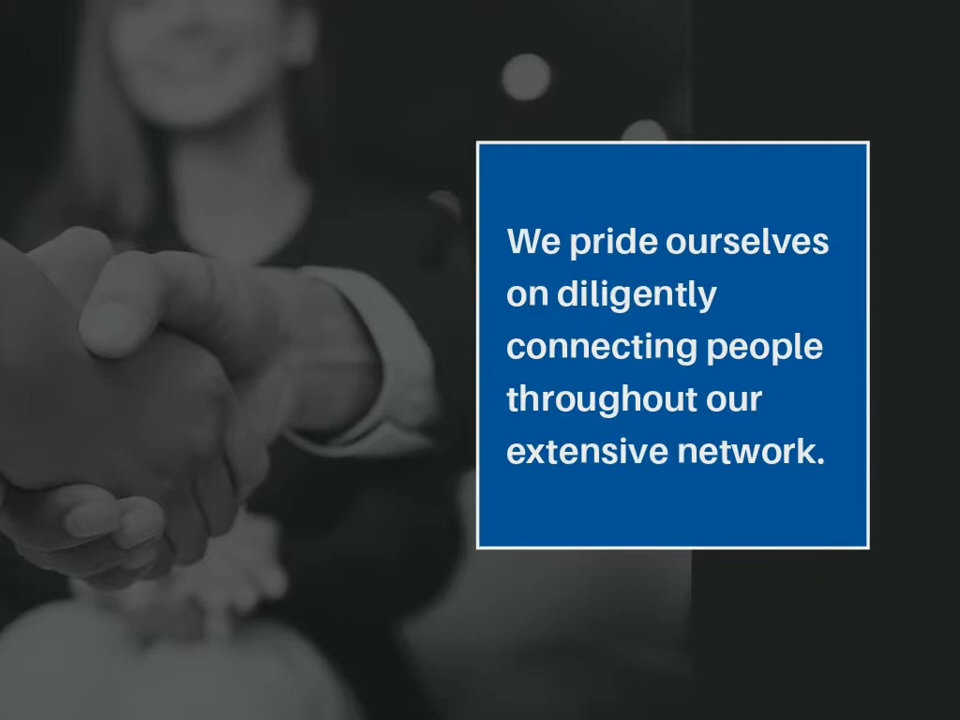 We pride ourselves
on diligently
connecting people
throughout our
extensive network.